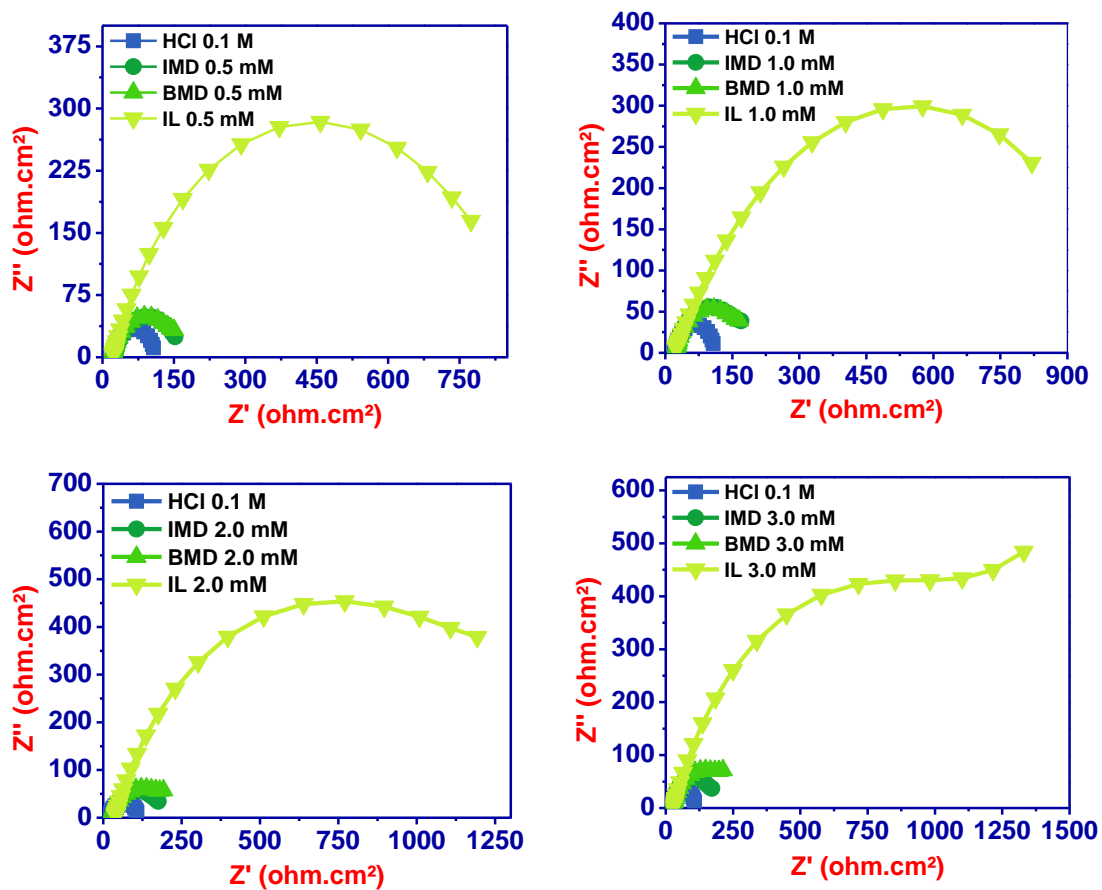 375
300
225
150
75
0
Z'' (ohm.cm²)
HCl 0.1 M
IMD 0.5 mM
BMD 0.5 mM
IL 0.5 mM
0 150 300 450 600 750
Z' (ohm.cm²)
400
350
300
250
200
150
100
50
0
Z'' (ohm.cm²)
HCl 0.1 M
IMD 1.0 mM
BMD 1.0 mM
IL 1.0 mM
0 150 300 450 600 750 900
Z' (ohm.cm²)
700
600
500
400
300
200
100
0
Z'' (ohm.cm²)
HCl 0.1 M
IMD 2.0 mM
BMD 2.0 mM
IL 2.0 mM
0 250 500 750 1000 1250
Z' (ohm.cm²)
600
500
400
300
200
100
0
Z'' (ohm.cm²)
HCl 0.1 M
IMD 3.0 mM
BMD 3.0 mM
IL 3.0 mM
0 250 500 750 1000 1250 1500
Z' (ohm.cm²)